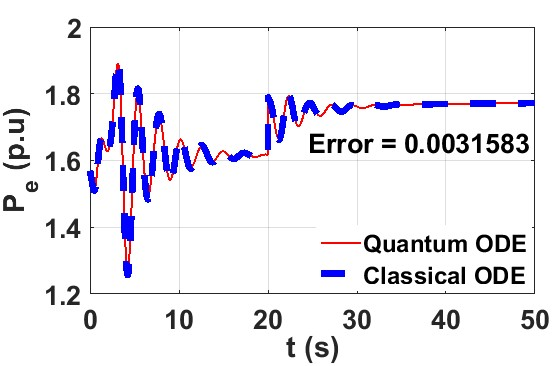 2
1.8
1.6
1.4
1.2
P_e (p.u)
Error = 0.0031583
Quantum ODE
Classical ODE
0 10 20 30 40 50
t (s)